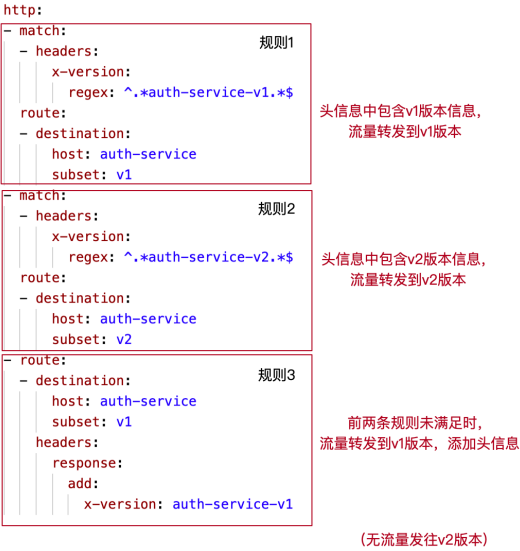 http:
- match:
规则1
  - headers:
      x-version:
        regex: ^.*auth-service-v1.*$
头信息中包含v1版本信息，
流量转发到v1版本
  route:
  - destination:
      host: auth-service
      subset: v1
- match:
规则2
  - headers:
      x-version:
        regex: ^.*auth-service-v2.*$
头信息中包含v2版本信息，
流量转发到v2版本
  route:
  - destination:
      host: auth-service
      subset: v2
- route:
规则3
  - destination:
      host: auth-service
      subset: v1
    headers:
      response:
        add:
          x-version: auth-service-v1
前两条规则未满足时，
流量转发到v1版本，添加头信息
（无流量发往v2版本）